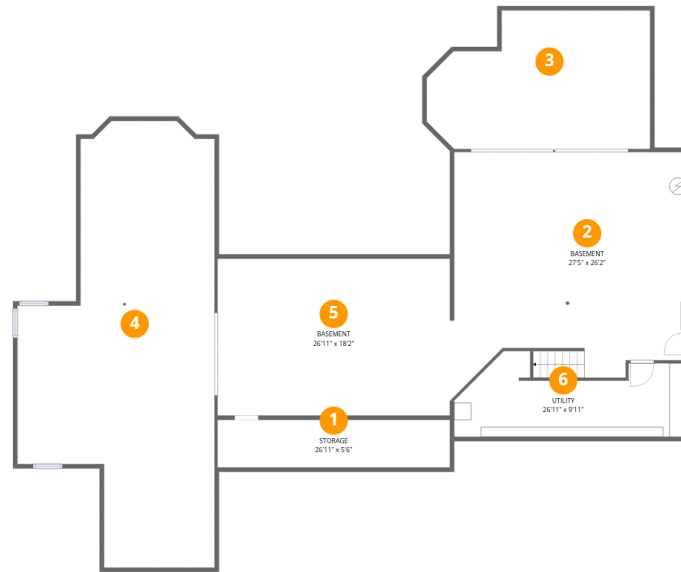 3
2
BASEMENT
27'5" x 26'2"
5
BASEMENT
26'11" x 18'2"
4
6
UTILITY
26'11" x 9'11"
1
STORAGE
26'11" x 5'6"